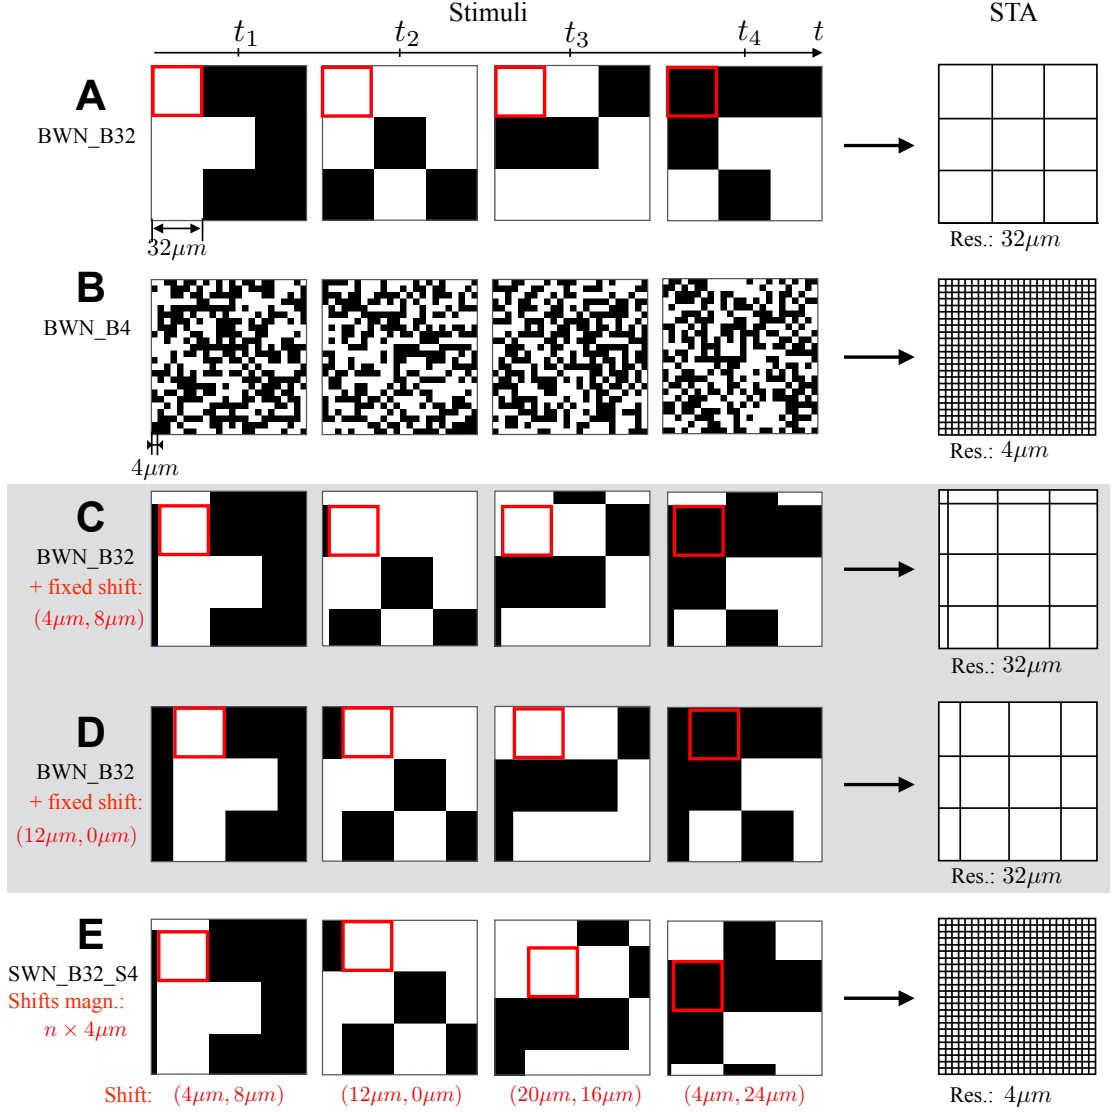 Stimuli STA
t₁ t₂ t₃ t₄ t
A
BWN_B32
32μm
Res.: 32μm
B
BWN_B4
4μm
Res.: 4μm
C
BWN_B32
+ fixed shift:
(4μm, 8μm)
Res.: 32μm
D
BWN_B32
+ fixed shift:
(12μm, 0μm)
Res.: 32μm
E
SWN_B32_S4
Shifts magn.:
n × 4μm
Shift: (4μm, 8μm) (12μm, 0μm) (20μm, 16μm) (4μm, 24μm) Res.: 4μm